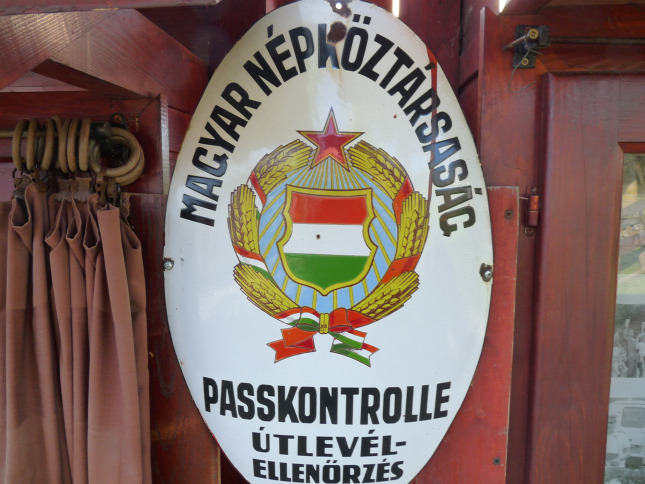 MAGYAR NÉPKÖZTÁRSASÁG
PASSKONTROLLE
ÚTLEVÉL-
ELLENŐRZÉS